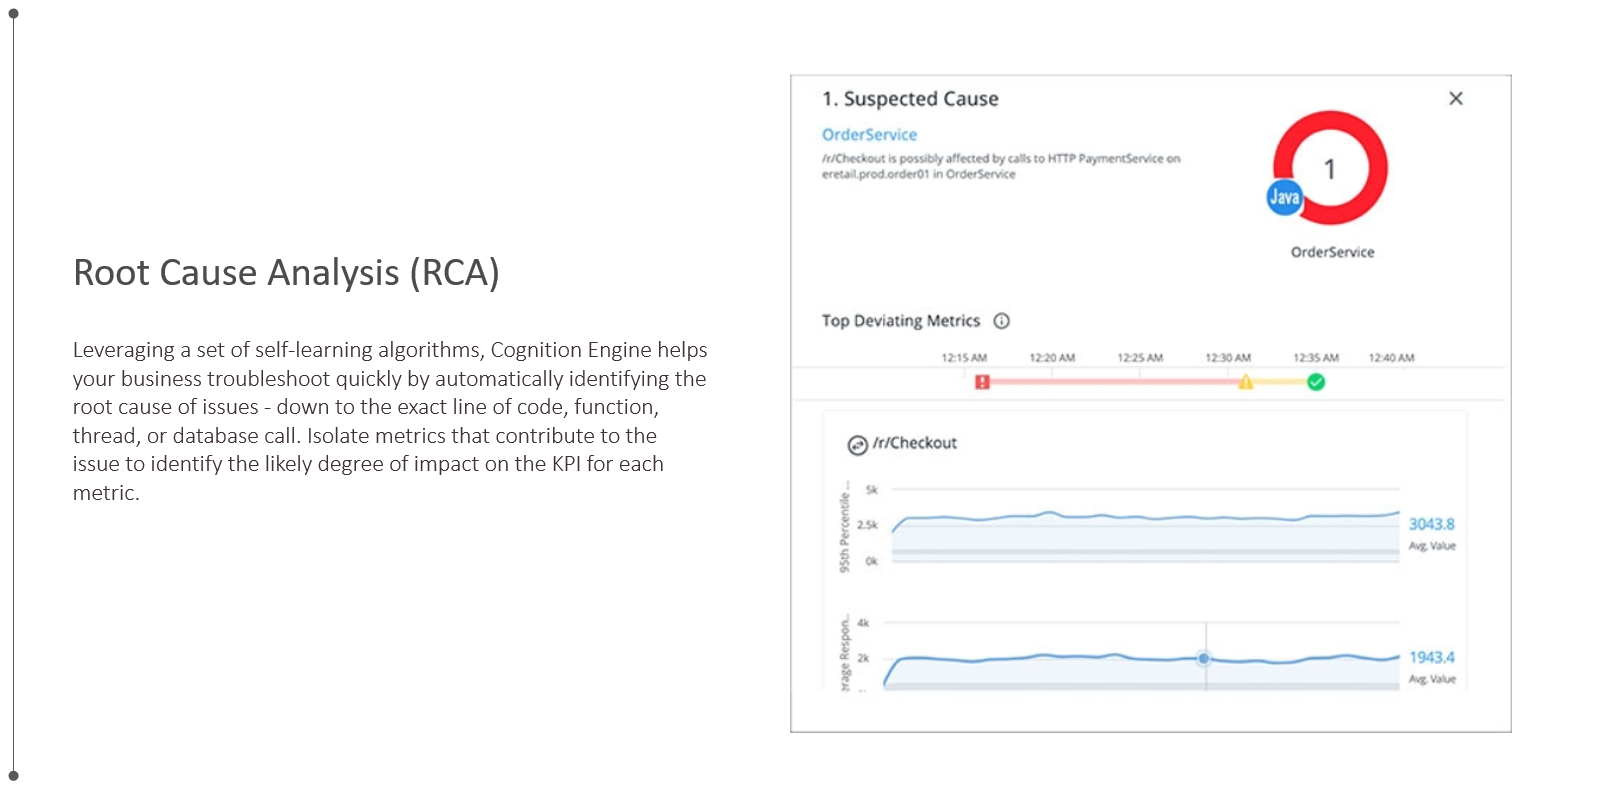 Root Cause Analysis (RCA)
Leveraging a set of self-learning algorithms, Cognition Engine helps
your business troubleshoot quickly by automatically identifying the
root cause of issues - down to the exact line of code, function,
thread, or database call. Isolate metrics that contribute to the
issue to identify the likely degree of impact on the KPI for each
metric.
1. Suspected Cause
OrderService
/r/Checkout is possibly affected by calls to HTTP PaymentService on
eretail.prod.order01 in OrderService
1
Java
OrderService
Top Deviating Metrics
12:15 AM 12:20 AM 12:25 AM 12:30 AM 12:35 AM 12:40 AM
/r/Checkout
95th Percentile ...
5k
2.5k
0k
3043.8
Avg. Value
erage Respon...
4k
2k
1943.4
Avg. Value